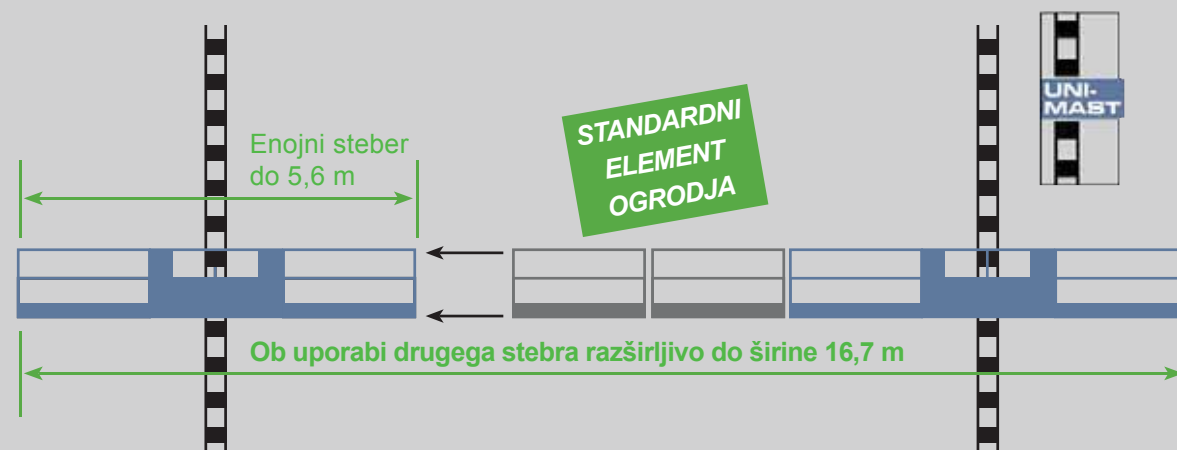 UNI-
MAST
STANDARDNI
ELEMENT
OGRODJA
Enojni steber
do 5,6 m
Ob uporabi drugega stebra razširljivo do širine 16,7 m